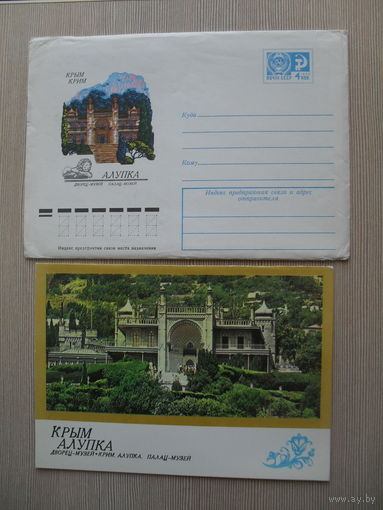 КРЫМ
КРИМ
АЛУПКА
ДВОРЕЦ-МУЗЕЙ ПАЛАЦ-МУЗЕЙ
ПОЧТА СССР 4 КОП
Куда
Кому
Индекс предприятия связи и адрес
отправителя
Индекс предприятия связи места назначения
КРЫМ
АЛУПКА
ДВОРЕЦ-МУЗЕЙ • КРИМ. АЛУПКА. ПАЛАЦ-МУЗЕЙ
ay.by